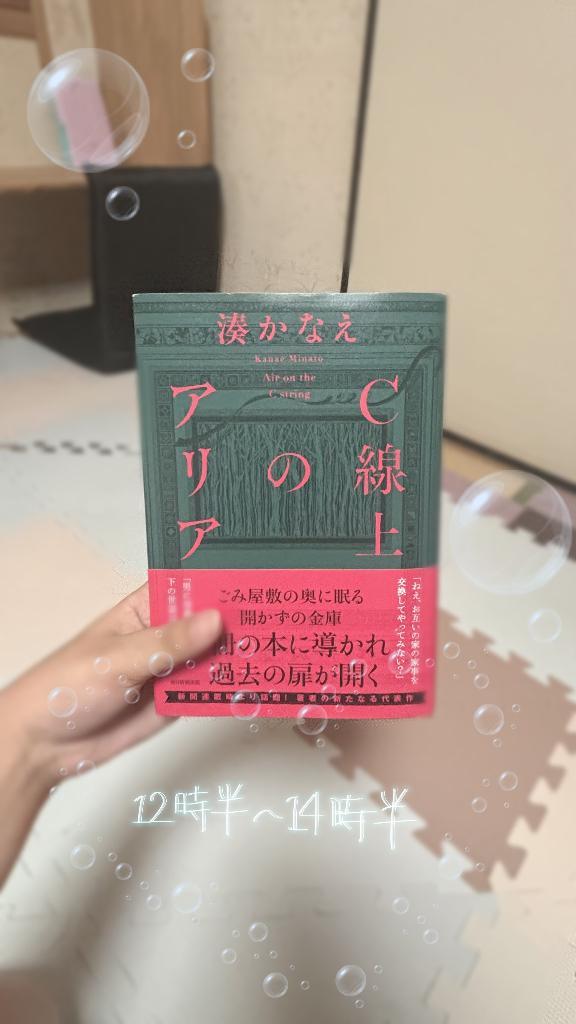 湊かなえ
Kanae Minato
Air on the
C string
C線上
の
アリア
「ねえ、お互いの家の家事を
交換してやってみない?」
ごみ屋敷の奥に眠る
開かずの金庫
冊の本に導かれ
過去の扉が開く
「男
下の世
新聞連載時より話題!著者の新たなる代表作
12時半〜14時半